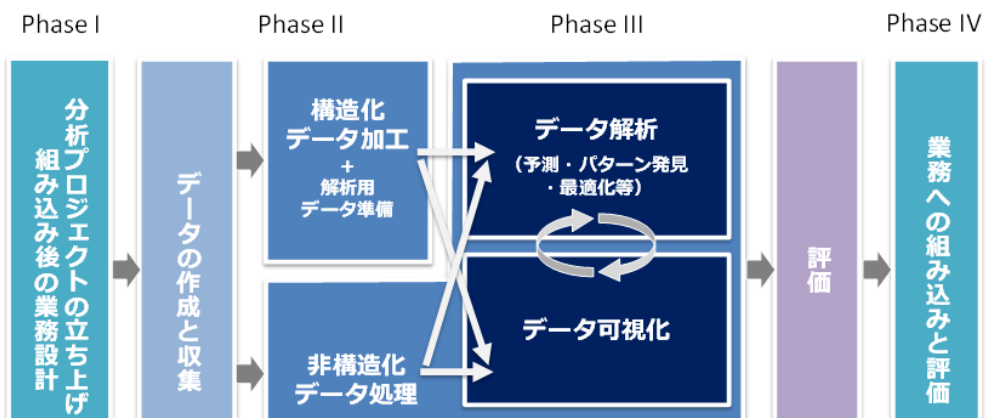 Phase I
Phase II
Phase III
Phase IV
分析プロジェクトの立ち上げ
組み込み後の業務設計
データの作成と収集
構造化
データ加工
+
解析用
データ準備
非構造化
データ処理
データ解析
（予測・パターン発見
・最適化等）
データ可視化
評価
業務への組み込みと評価